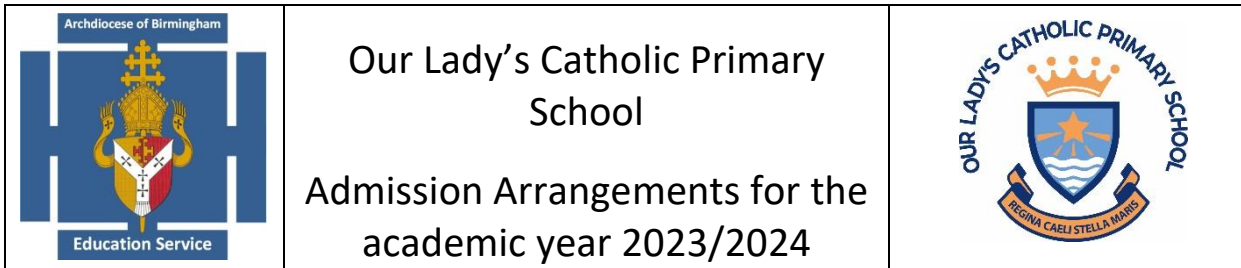 Archdiocese of Birmingham
Education Service
Our Lady’s Catholic Primary
School
Admission Arrangements for the
academic year 2023/2024
OUR LADY'S CATHOLIC PRIMARY SCHOOL
REGINA CAELI STELLA MARIS